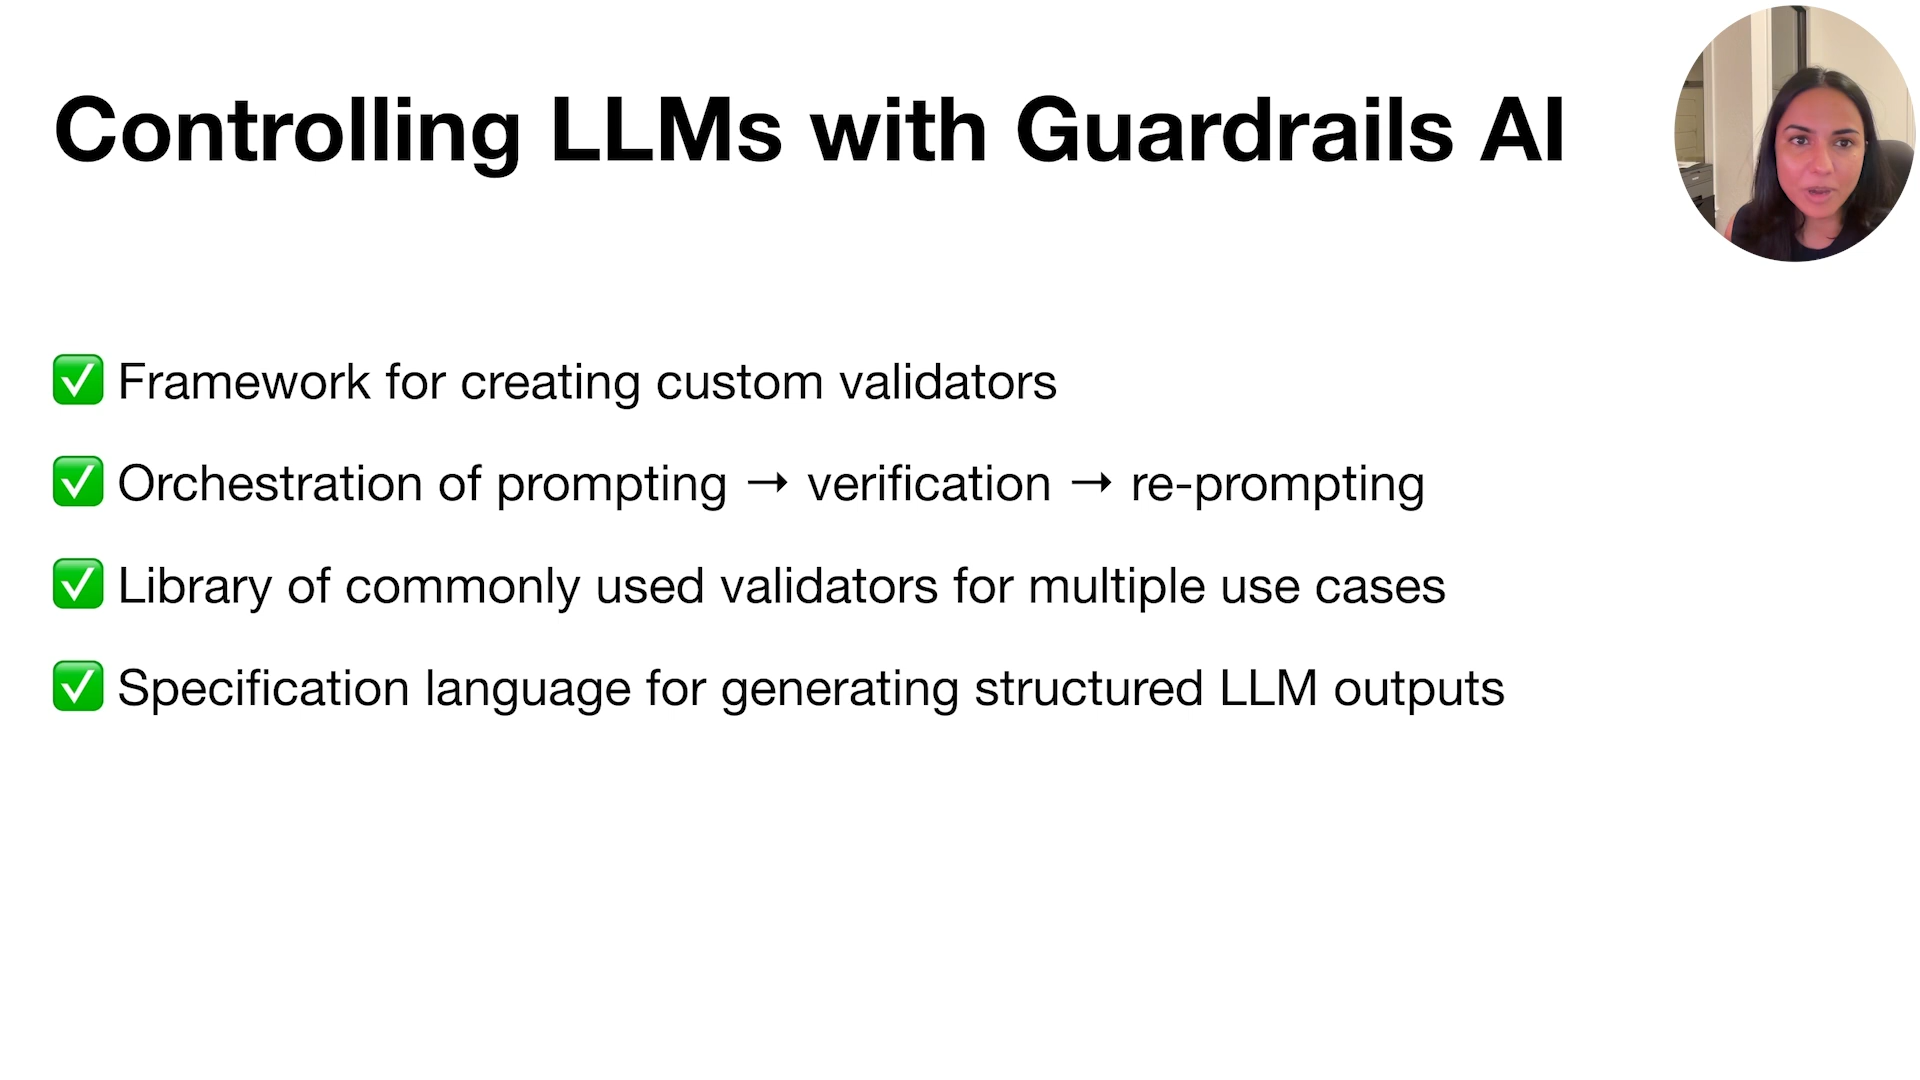 Controlling LLMs with Guardrails AI
✅ Framework for creating custom validators
✅ Orchestration of prompting → verification → re-prompting
✅ Library of commonly used validators for multiple use cases
✅ Specification language for generating structured LLM outputs